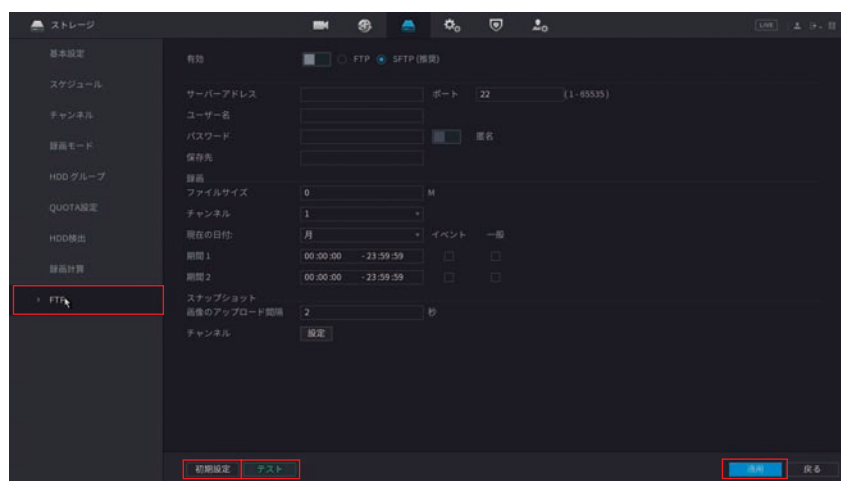 ストレージ
LIVE
基本設定
スケジュール
チャンネル
録画モード
HDD グループ
QUOTA設定
HDD検出
録画計算
FTP
有効 FTP SFTP (推奨)
サーバーアドレス ポート 22 (1-65535)
ユーザー名
パスワード 匿名
保存先
録画
ファイルサイズ 0 M
チャンネル 1
現在の日付: 月 イベント 一般
期間 1 00:00:00 -23:59:59
期間 2 00:00:00 -23:59:59
スナップショット
画像のアップロード間隔 2 秒
チャンネル 設定
初期設定 テスト 適用 戻る